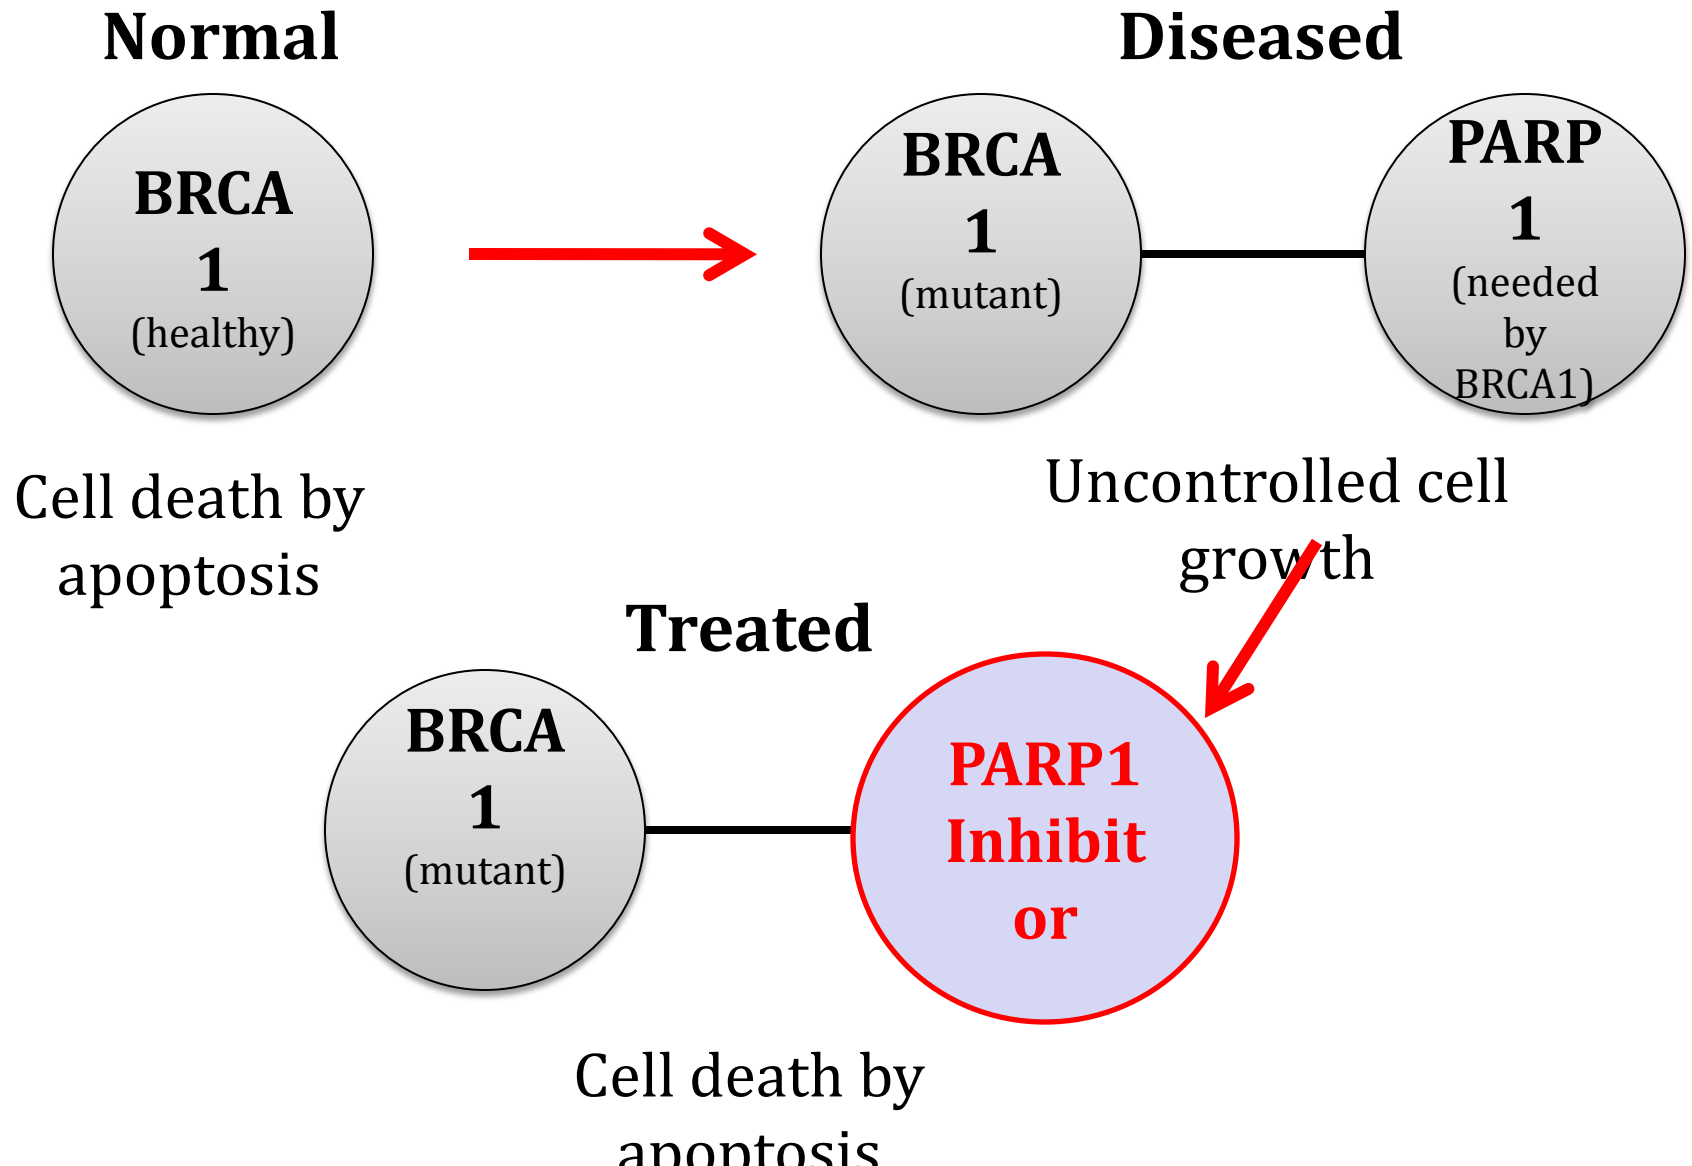 Normal
Diseased
BRCA
1
(healthy)
BRCA
1
(mutant)
PARP
1
(needed
by
BRCA1)
Cell death by
apoptosis
Uncontrolled cell
growth
Treated
BRCA
1
(mutant)
PARP1
Inhibit
or
Cell death by
apoptosis